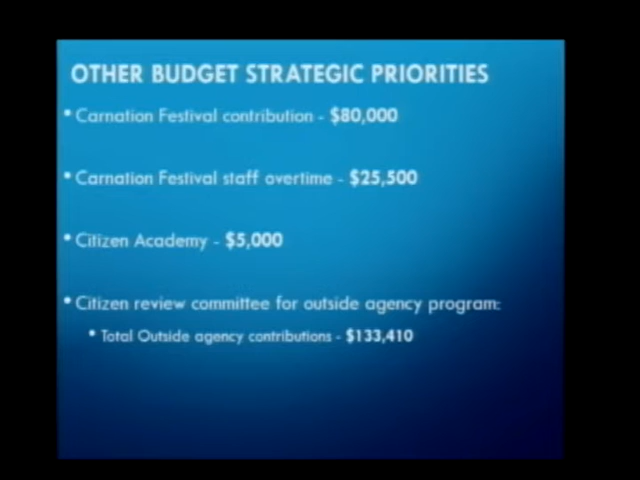 OTHER BUDGET STRATEGIC PRIORITIES
• Carnation Festival contribution - $80,000
• Carnation Festival staff overtime - $25,500
• Citizen Academy - $5,000
• Citizen review committee for outside agency program:
• Total Outside agency contributions - $133,410